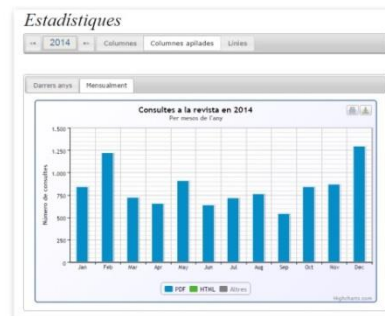 Estadístiques
2014 Columnes Columnes apilades Línies
Darrers anys Mensualment
Consultes a la revista en 2014
Per mesos de l'any
Número de consultes
1.500
1.250
1.000
750
500
250
0
Jan Feb Mar Apr May Jun Jul Aug Sep Oct Nov Dec
PDF HTML Altres
Highcharts.com